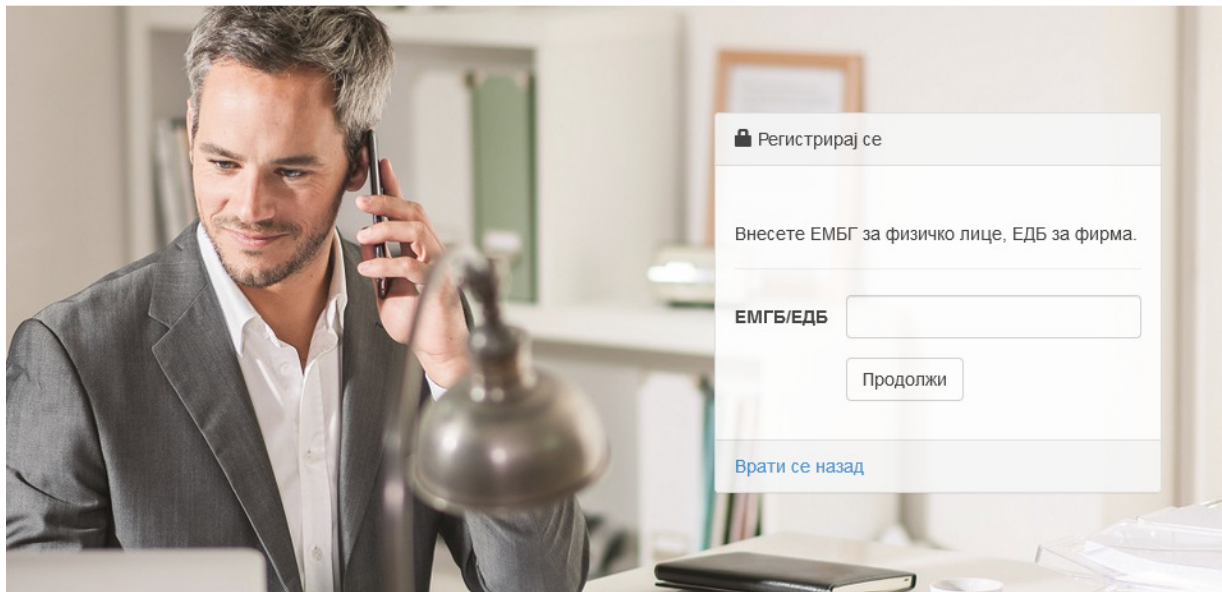 Регистрирај се
Внесете ЕМБГ за физичко лице, ЕДБ за фирма.
ЕМГБ/ЕДБ
Продолжи
Врати се назад